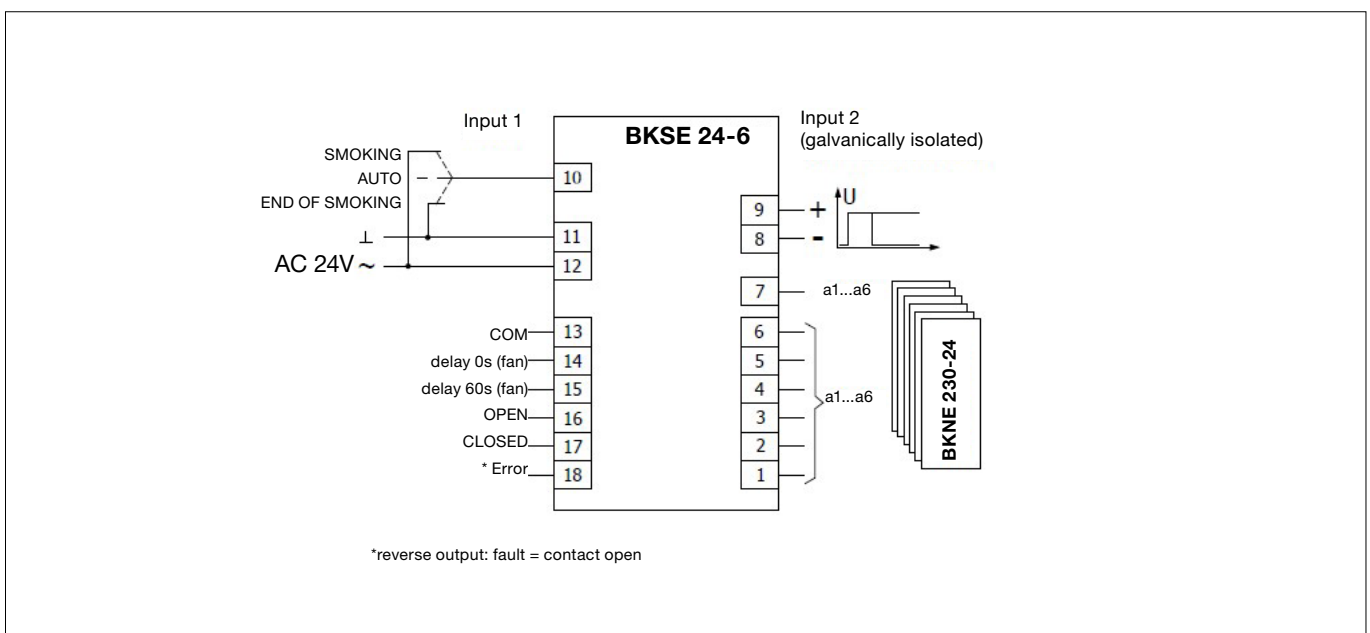 Input 1
BKSE 24-6
Input 2
(galvanically isolated)
SMOKING
AUTO
END OF SMOKING
⊥
AC 24V ~
10
11
12
9 +
8 -
U
7 a1...a6
COM 13
delay 0s (fan) 14
delay 60s (fan) 15
OPEN 16
CLOSED 17
* Error 18
6
5
4
3
2
1
a1...a6
BKNE 230-24
*reverse output: fault = contact open